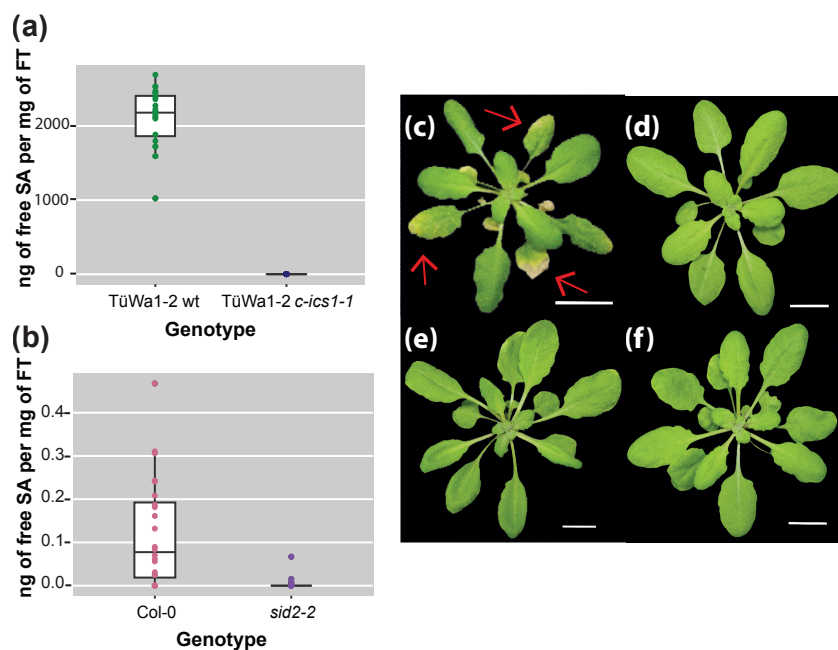 (a)
ng of free SA per mg of FT
2000
1000
0
TüWa1-2 wt TüWa1-2 c-ics1-1
Genotype
(b)
ng of free SA per mg of FT
0.4
0.3
0.2
0.1
0.0
Col-0 sid2-2
Genotype
(c) (d)
(e) (f)